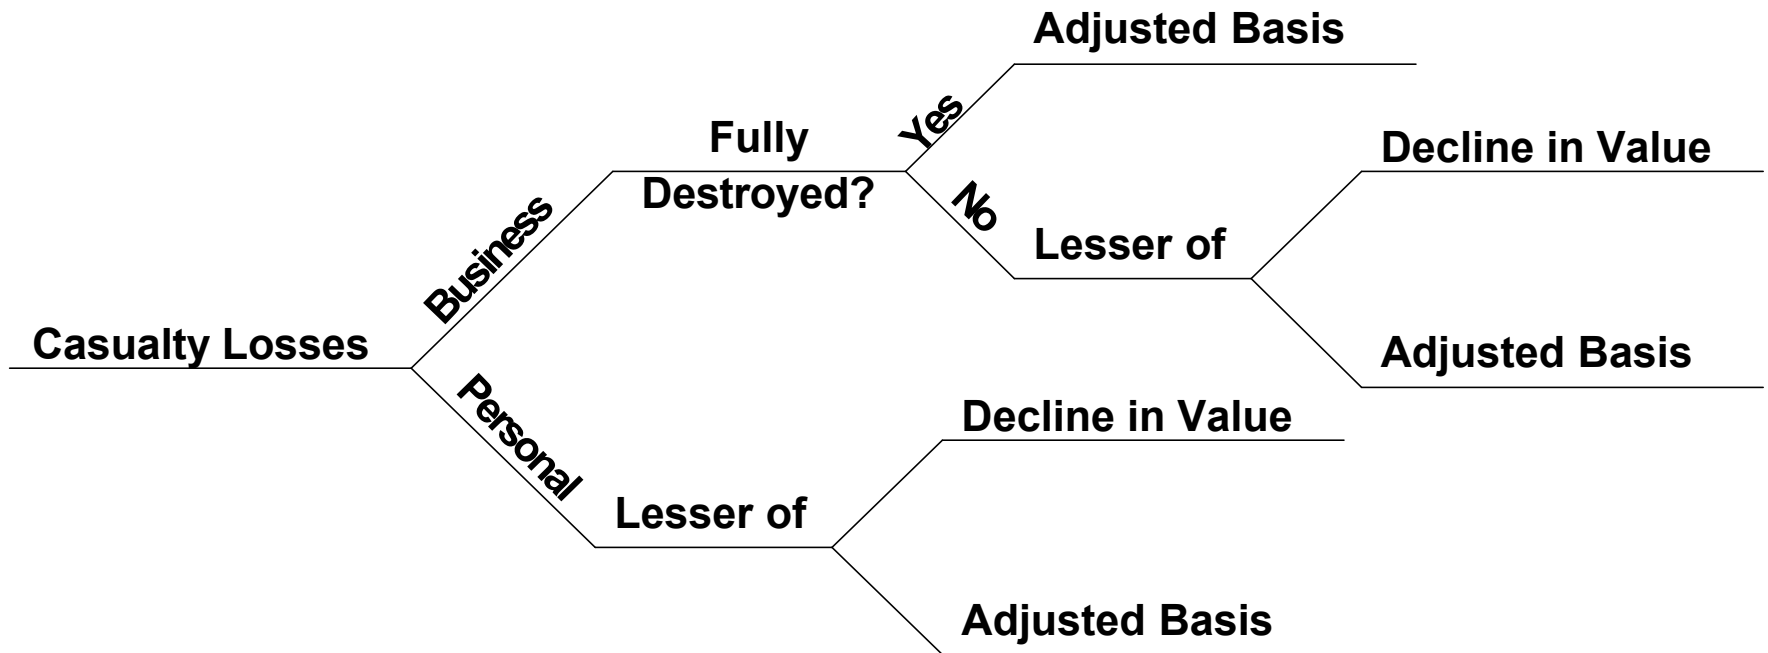 Adjusted Basis
Yes
Fully
Destroyed?
Decline in Value
No
Lesser of
Business
Casualty Losses
Adjusted Basis
Personal
Decline in Value
Lesser of
Adjusted Basis